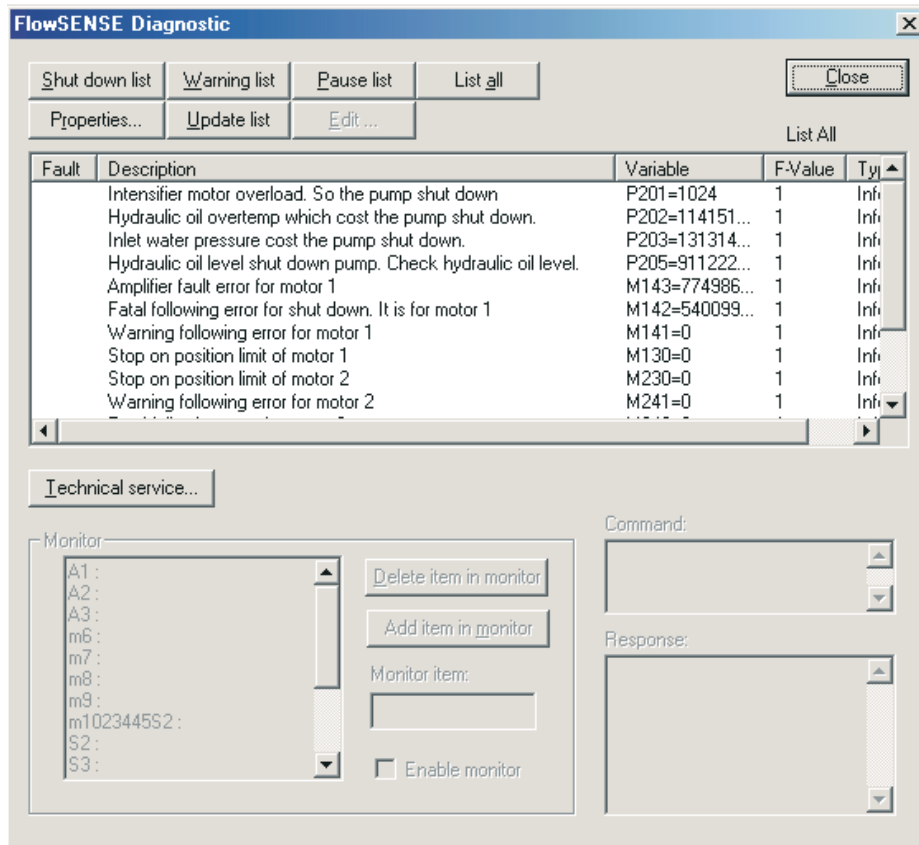 FlowSENSE Diagnostic
Shut down list Warning list Pause list List all Close
Properties... Update list Edit ...
List All
Fault Description Variable F-Value
Intensifier motor overload. So the pump shut down P201=1024 1
Hydraulic oil overtemp which cost the pump shut down. P202=114151... 1
Inlet water pressure cost the pump shut down. P203=131314... 1
Hydraulic oil level shut down pump. Check hydraulic oil level. P205=911222... 1
Amplifier fault error for motor 1 M143=774986... 1
Fatal following error for shut down. It is for motor 1 M142=540099... 1
Warning following error for motor 1 M141=0 1
Stop on position limit of motor 1 M130=0 1
Stop on position limit of motor 2 M230=0 1
Warning following error for motor 2 M241=0 1
Technical service...
Command:
Monitor
A1 :
A2 :
A3 :
m6 :
m7 :
m8 :
m9 :
m1023445S2 :
S2 :
S3 :
Delete item in monitor
Add item in monitor
Monitor item:
Enable monitor
Response: